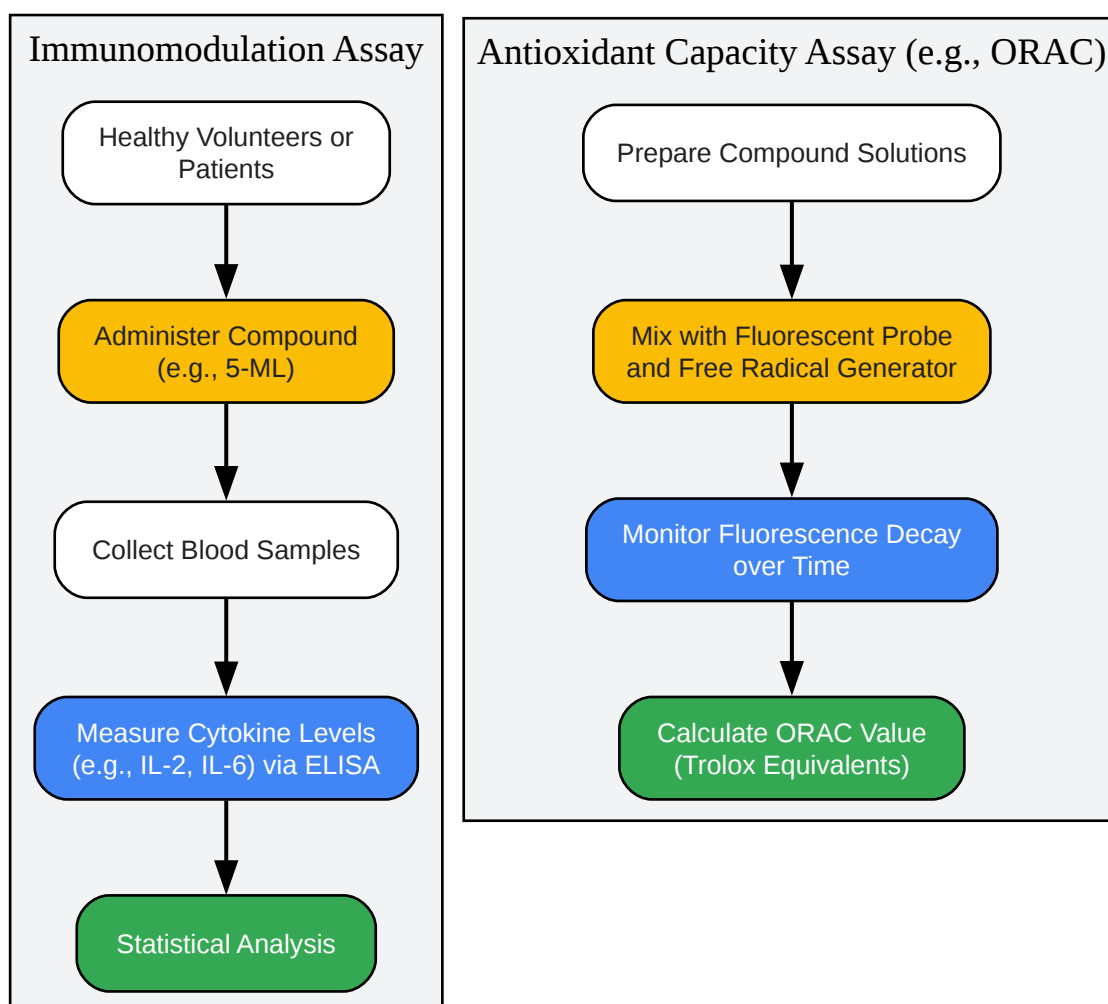 Immunomodulation Assay
Healthy Volunteers or
Patients
Administer Compound
(e.g., 5-ML)
Collect Blood Samples
Measure Cytokine Levels
(e.g., IL-2, IL-6) via ELISA
Statistical Analysis
Antioxidant Capacity Assay (e.g., ORAC)
Prepare Compound Solutions
Mix with Fluorescent Probe
and Free Radical Generator
Monitor Fluorescence Decay
over Time
Calculate ORAC Value
(Trolox Equivalents)